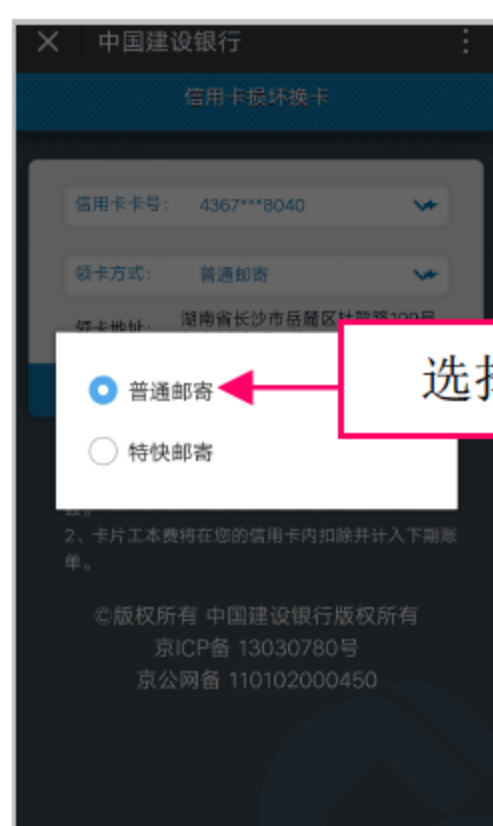 中国建设银行
信用卡损坏换卡
信用卡卡号: 4367***8040
领卡方式: 普通邮寄
领卡地址: 湖南省长沙市岳麓区
普通邮寄
选
特快邮寄
2、卡片工本费将在您的信用卡内扣除并计入下期账
单。
©版权所有 中国建设银行版权所有
京ICP备 13030780号
京公网备 110102000450